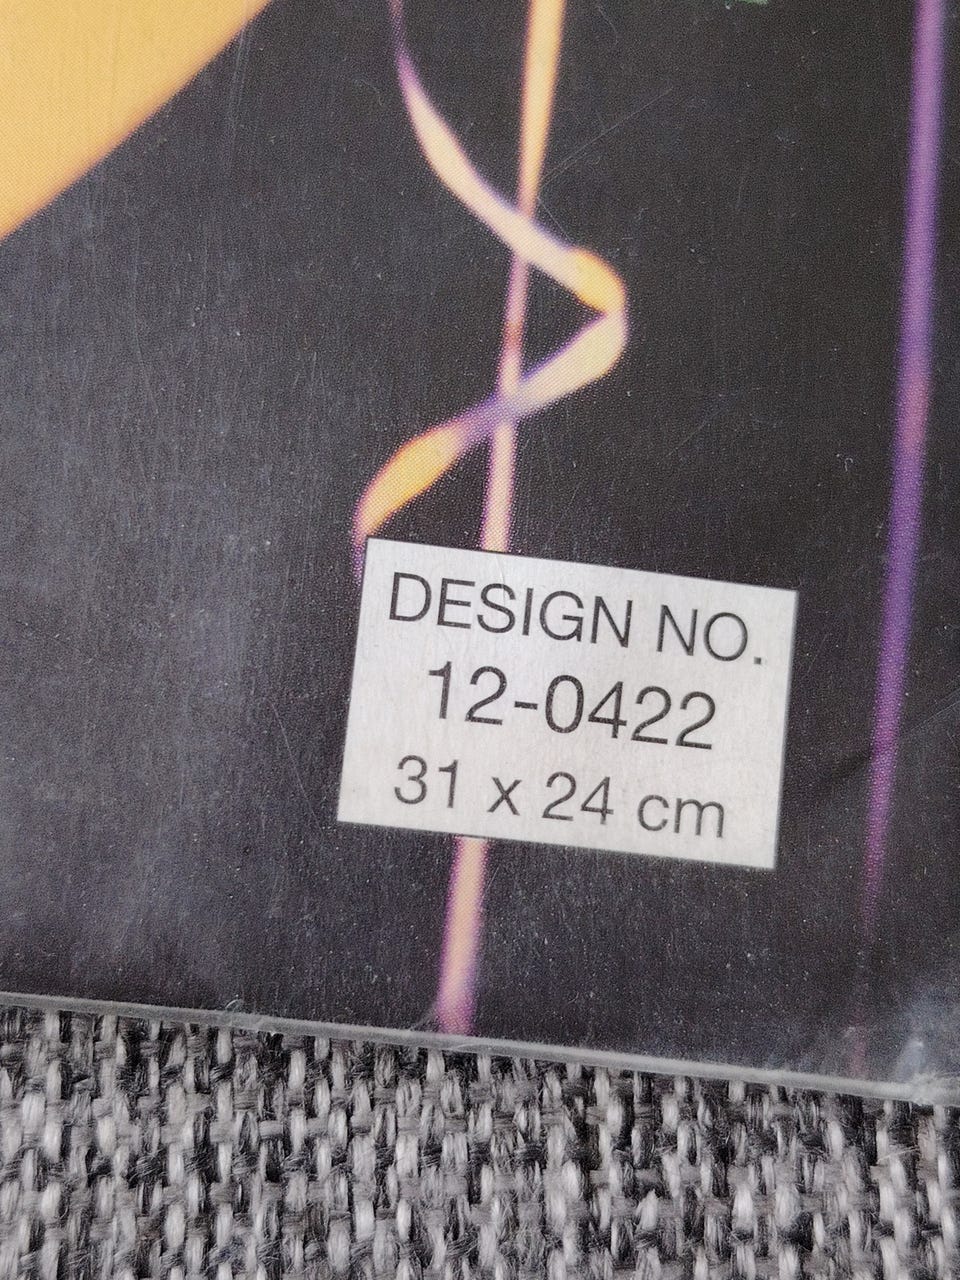 DESIGN NO.
12-0422
31 x 24 cm